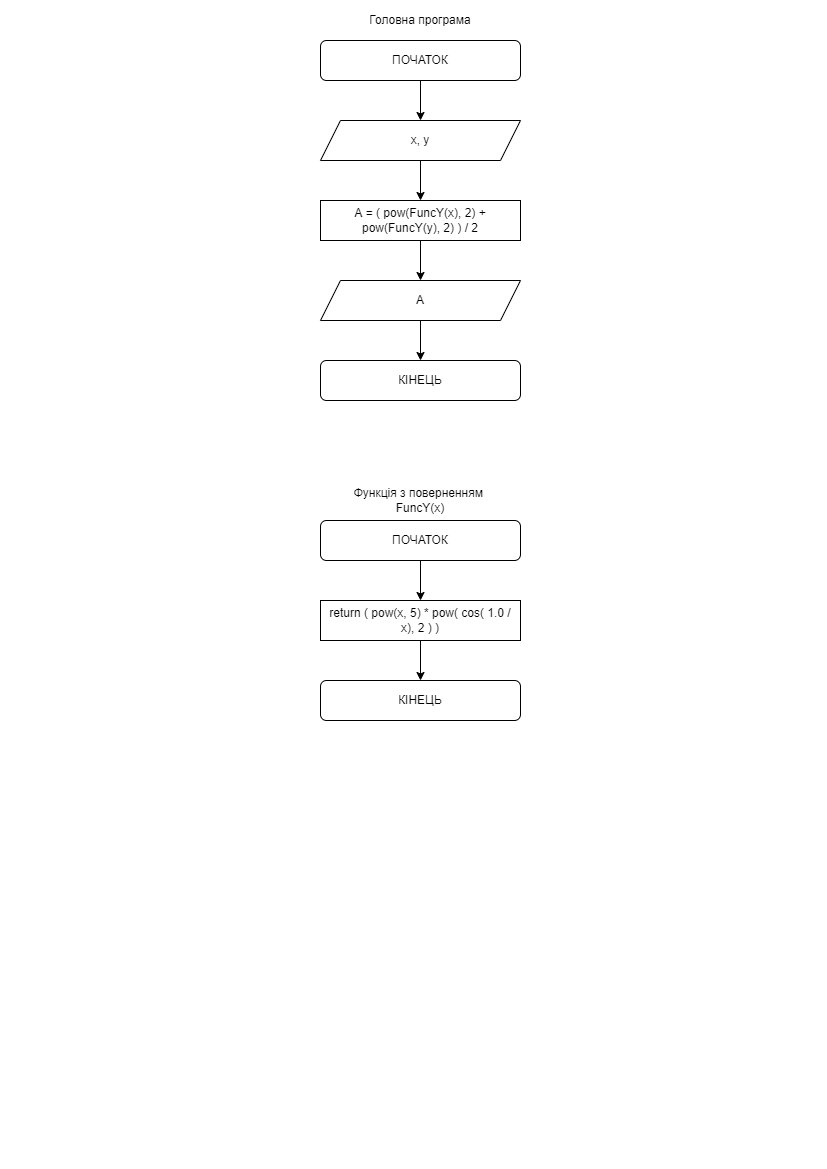 Головна програма
ПОЧАТОК
x, y
A = ( pow(FuncY(x), 2) +
pow(FuncY(y), 2) ) / 2
A
КІНЕЦЬ
Функція з поверненням
FuncY(x)
ПОЧАТОК
return ( pow(x, 5) * pow( cos( 1.0 /
x), 2 ) )
КІНЕЦЬ